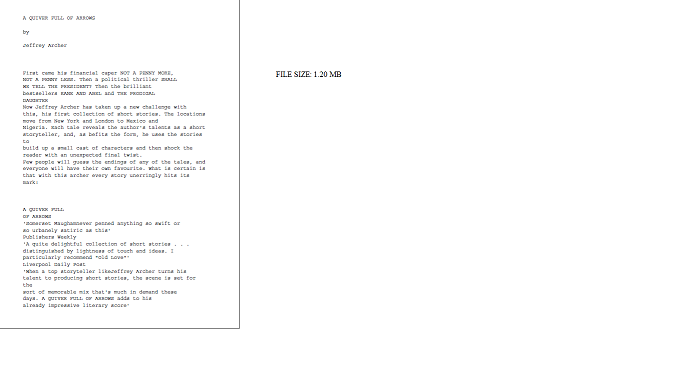 A QUIVER FULL OF ARROWS
by
Jeffrey Archer
First came his financial caper NOT A PENNY MORE,
NOT A PENNY LESS. Then a political thriller SHALL
WE TELL THE PRESIDENT? Then the brilliant
bestsellers KANE AND ABEL and THE PRODIGAL
DAUGHTER
Now Jeffrey Archer has taken up a new challenge with
this, his first collection of short stories. The locations
move from New York and London to Mexico and
Nigeria. Each tale reveals the author's talents as a short
storyteller, and, as befits the form, he uses the stories
to
build up a small cast of characters and then shock the
reader with an unexpected final twist.
Few people will guess the endings of any of the tales, and
everyone will have their own favourite. What is certain is
that with this archer every story unerringly hits its
mark:
A QUIVER FULL
OF ARROWS
'Somerset Maughamnever penned anything so swift or
so urbanely satiric as this'
Publishers Weekly
'A quite delightful collection of short stories . . .
distinguished by lightness of touch and ideas. I
particularly recommend "Old Love"'
Liverpool Daily Post
'When a top storyteller likeJeffrey Archer turns his
talent to producing short stories, the scene is set for
the
sort of memorable mix that's much in demand these
days. A QUIVER FULL OF ARROWS adds to his
already impressive literary score'
FILE SIZE: 1.20 MB